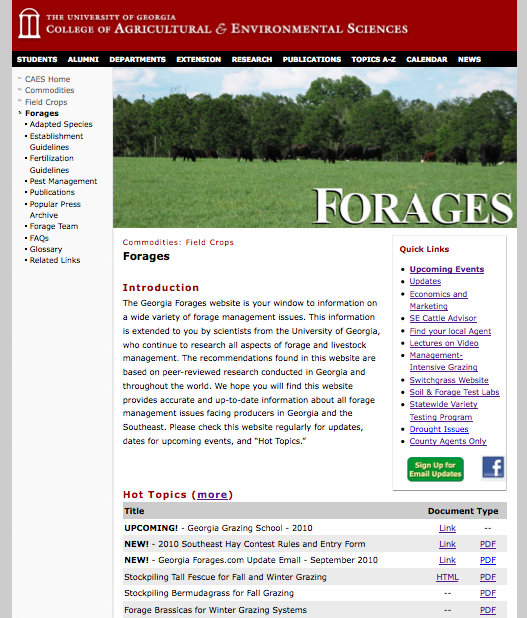 THE UNIVERSITY OF GEORGIA
COLLEGE OF AGRICULTURAL & ENVIRONMENTAL SCIENCES
STUDENTS ALUMNI DEPARTMENTS EXTENSION RESEARCH PUBLICATIONS TOPICS A-Z CALENDAR NEWS
CAES Home
Commodities
Field Crops
Forages
• Adapted Species
• Establishment
Guidelines
• Fertilization
Guidelines
• Pest Management
• Publications
• Popular Press
Archive
• Forage Team
• FAQs
• Glossary
• Related Links
FORAGES
Commodities: Field Crops
Forages
Introduction
The Georgia Forages website is your window to information on
a wide variety of forage management issues. This information
is extended to you by scientists from the University of Georgia,
who continue to research all aspects of forage and livestock
management. The recommendations found in this website are
based on peer-reviewed research conducted in Georgia and
throughout the world. We hope you will find this website
provides accurate and up-to-date information about all forage
management issues facing producers in Georgia and the
Southeast. Please check this website regularly for updates,
dates for upcoming events, and “Hot Topics.”
Quick Links
• Upcoming Events
• Updates
• Economics and
Marketing
• SE Cattle Advisor
• Find your local Agent
• Lectures on Video
• Management-
Intensive Grazing
• Switchgrass Website
• Soil & Forage Test Labs
• Statewide Variety
Testing Program
• Drought Issues
• County Agents Only
Sign Up for
Email Updates
f
Hot Topics (more)
Title Document Type
UPCOMING! - Georgia Grazing School - 2010 Link --
NEW! - 2010 Southeast Hay Contest Rules and Entry Form Link PDF
NEW! - Georgia Forages.com Update Email - September 2010 Link PDF
Stockpiling Tall Fescue for Fall and Winter Grazing HTML PDF
Stockpiling Bermudagrass for Fall Grazing -- PDF
Forage Brassicas for Winter Grazing Systems -- PDF